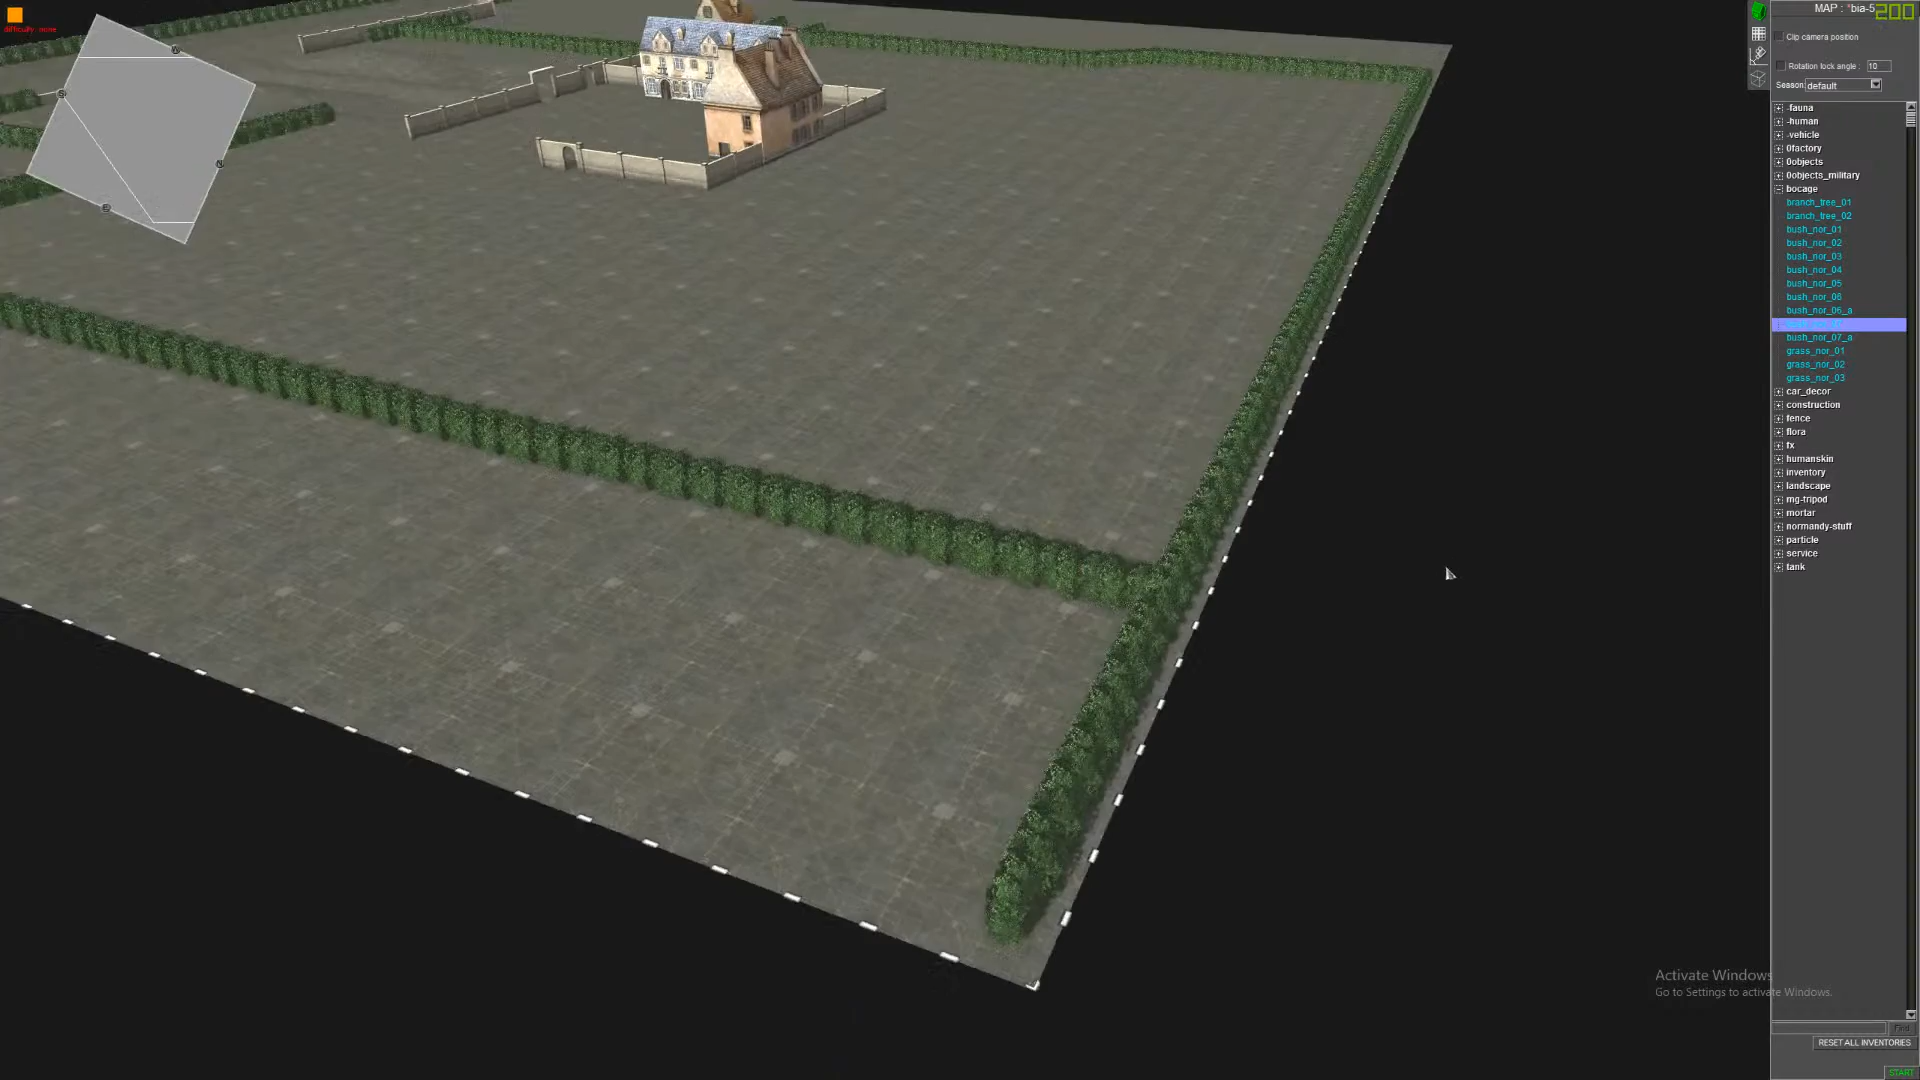 difficulty: none
MAP : *bia-5
200
Clip camera position
Rotation lock angle : 10
Season: default
-fauna
-human
-vehicle
0factory
0objects
0objects_military
bocage
branch_tree_01
branch_tree_02
bush_nor_01
bush_nor_02
bush_nor_03
bush_nor_04
bush_nor_05
bush_nor_06
bush_nor_06_a
bush_nor_07_a
grass_nor_01
grass_nor_02
grass_nor_03
car_decor
construction
fence
flora
fx
humanskin
inventory
landscape
mg-tripod
mortar
normandy-stuff
particle
service
tank
Activate Windows
Go to Settings to activate Windows.
Find
RESET ALL INVENTORIES
START